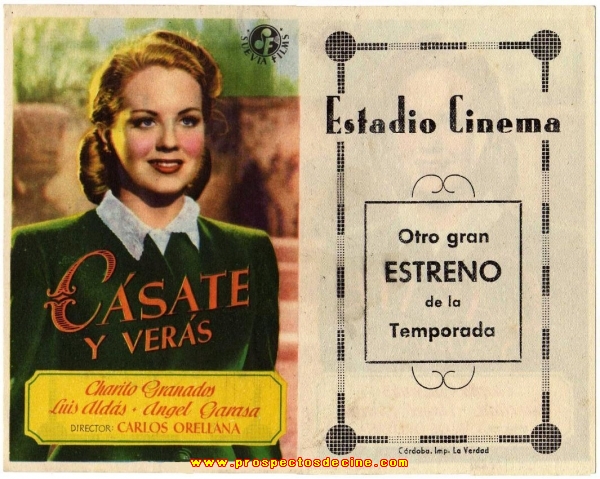 SUEVIA FILMS
CÁSATE
Y VERÁS
Charito Granados
Luis Aldás · Angel Garasa
DIRECTOR: CARLOS ORELLANA
Estadio Cinema
Otro gran
ESTRENO
de la
Temporada
Córdoba. Imp. La Verdad
www.prospectosdecine.com